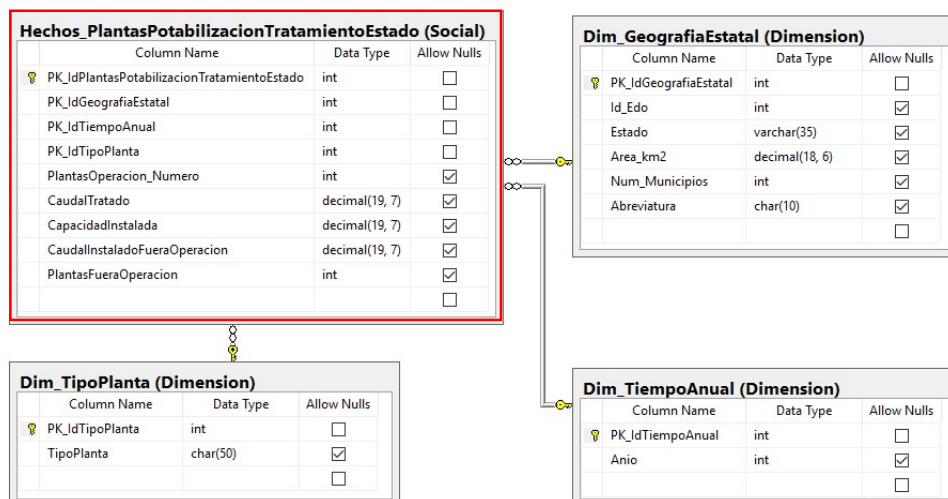 Hechos_PlantasPotabilizacionTratamientoEstado (Social)
Column Name Data Type Allow Nulls
PK_IdPlantasPotabilizacionTratamientoEstado int
PK_IdGeografiaEstatal int
PK_IdTiempoAnual int
PK_IdTipoPlanta int
PlantasOperacion_Numero int
CaudalTratado decimal(19, 7)
CapacidadInstalada decimal(19, 7)
CaudalInstaladoFueraOperacion decimal(19, 7)
PlantasFueraOperacion int
Dim_GeografiaEstatal (Dimension)
Column Name Data Type Allow Nulls
PK_IdGeografiaEstatal int
Id_Edo int
Estado varchar(35)
Area_km2 decimal(18, 6)
Num_Municipios int
Abreviatura char(10)
Dim_TipoPlanta (Dimension)
Column Name Data Type Allow Nulls
PK_IdTipoPlanta int
TipoPlanta char(50)
Dim_TiempoAnual (Dimension)
Column Name Data Type Allow Nulls
PK_IdTiempoAnual int
Anio int